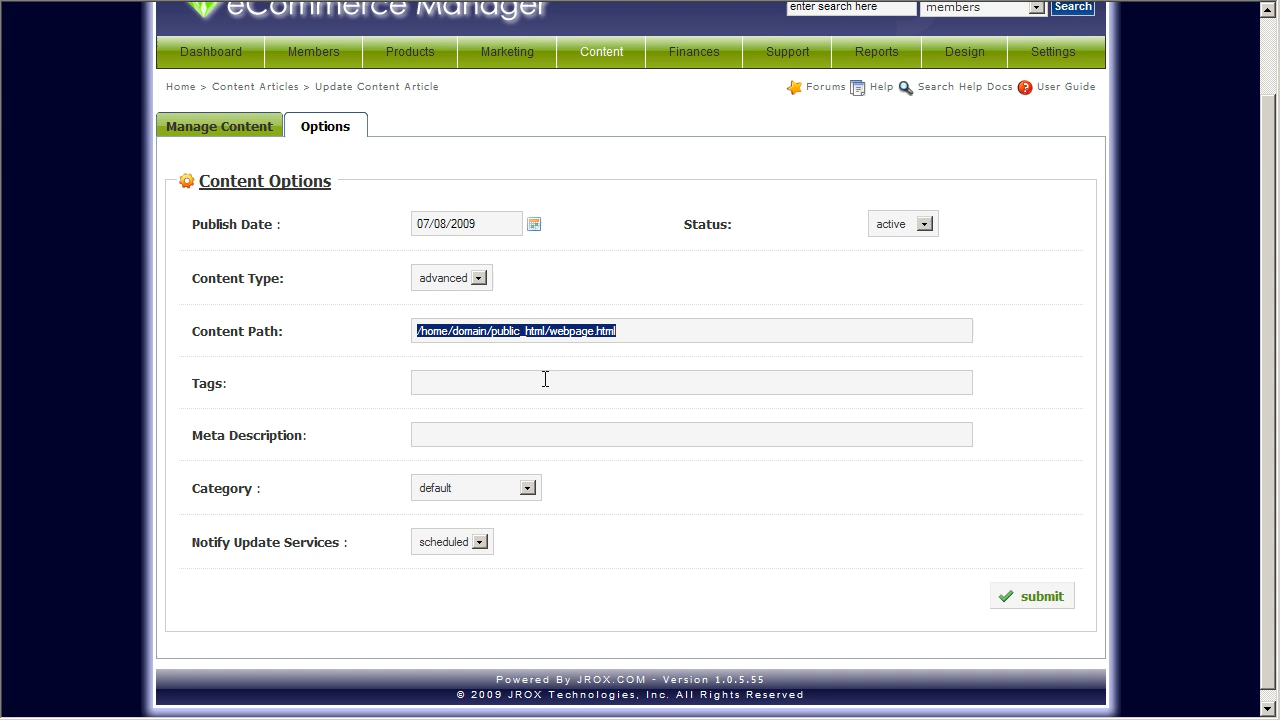 eCommerce Manager
enter search here members Search
Dashboard Members Products Marketing Content Finances Support Reports Design Settings
Home > Content Articles > Update Content Article Forums Help Search Help Docs User Guide
Manage Content Options
Content Options
Publish Date : 07/08/2009 Status: active
Content Type: advanced
Content Path: /home/domain/public_html/webpage.html
Tags:
Meta Description:
Category : default
Notify Update Services : scheduled
submit
Powered By JROX.COM - Version 1.0.5.55
© 2009 JROX Technologies, Inc. All Rights Reserved